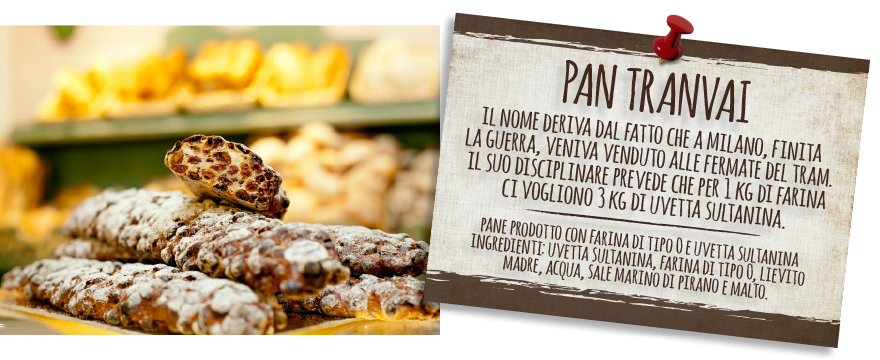 PAN TRANVAI
IL NOME DERIVA DAL FATTO CHE A MILANO, FINITA
LA GUERRA, VENIVA VENDUTO ALLE FERMATE DEL TRAM.
IL SUO DISCIPLINARE PREVEDE CHE PER 1 KG DI FARINA
CI VOGLIONO 3 KG DI UVETTA SULTANINA.
PANE PRODOTTO CON FARINA DI TIPO 0 E UVETTA SULTANINA
INGREDIENTI: UVETTA SULTANINA, FARINA DI TIPO 0, LIEVITO
MADRE, ACQUA, SALE MARINO DI PIRANO E MALTO.